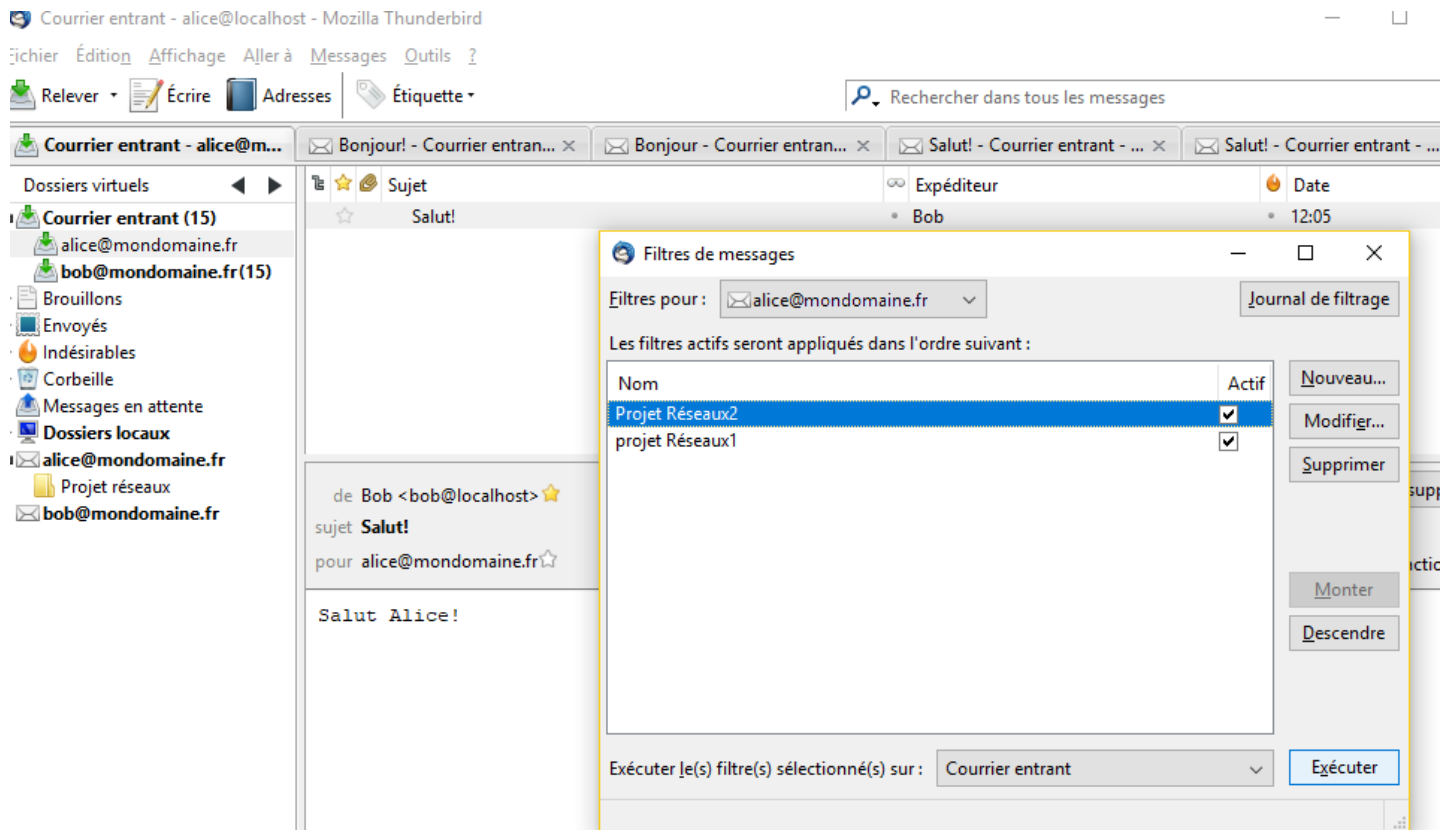 Courrier entrant - alice@localhost - Mozilla Thunderbird
Fichier Édition Affichage Aller à Messages Outils ?
Relever Écrire Adresses Étiquette Rechercher dans tous les messages
Courrier entrant - alice@m... Bonjour! - Courrier entran... Bonjour - Courrier entran... Salut! - Courrier entrant - ... Salut! - Courrier entrant - ...
Dossiers virtuels Sujet Expéditeur Date
Courrier entrant (15) Salut! Bob 12:05
alice@mondomaine.fr
bob@mondomaine.fr (15)
Brouillons
Envoyés
Indésirables
Corbeille
Messages en attente
Dossiers locaux
alice@mondomaine.fr
Projet réseaux
bob@mondomaine.fr
de Bob <bob@localhost>
sujet Salut!
pour alice@mondomaine.fr
Salut Alice!
Filtres de messages
Filtres pour : alice@mondomaine.fr Journal de filtrage
Les filtres actifs seront appliqués dans l'ordre suivant :
Nom Actif
Projet Réseaux2
projet Réseaux1
Nouveau...
Modifier...
Supprimer
Monter
Descendre
Exécuter le(s) filtre(s) sélectionné(s) sur : Courrier entrant Exécuter